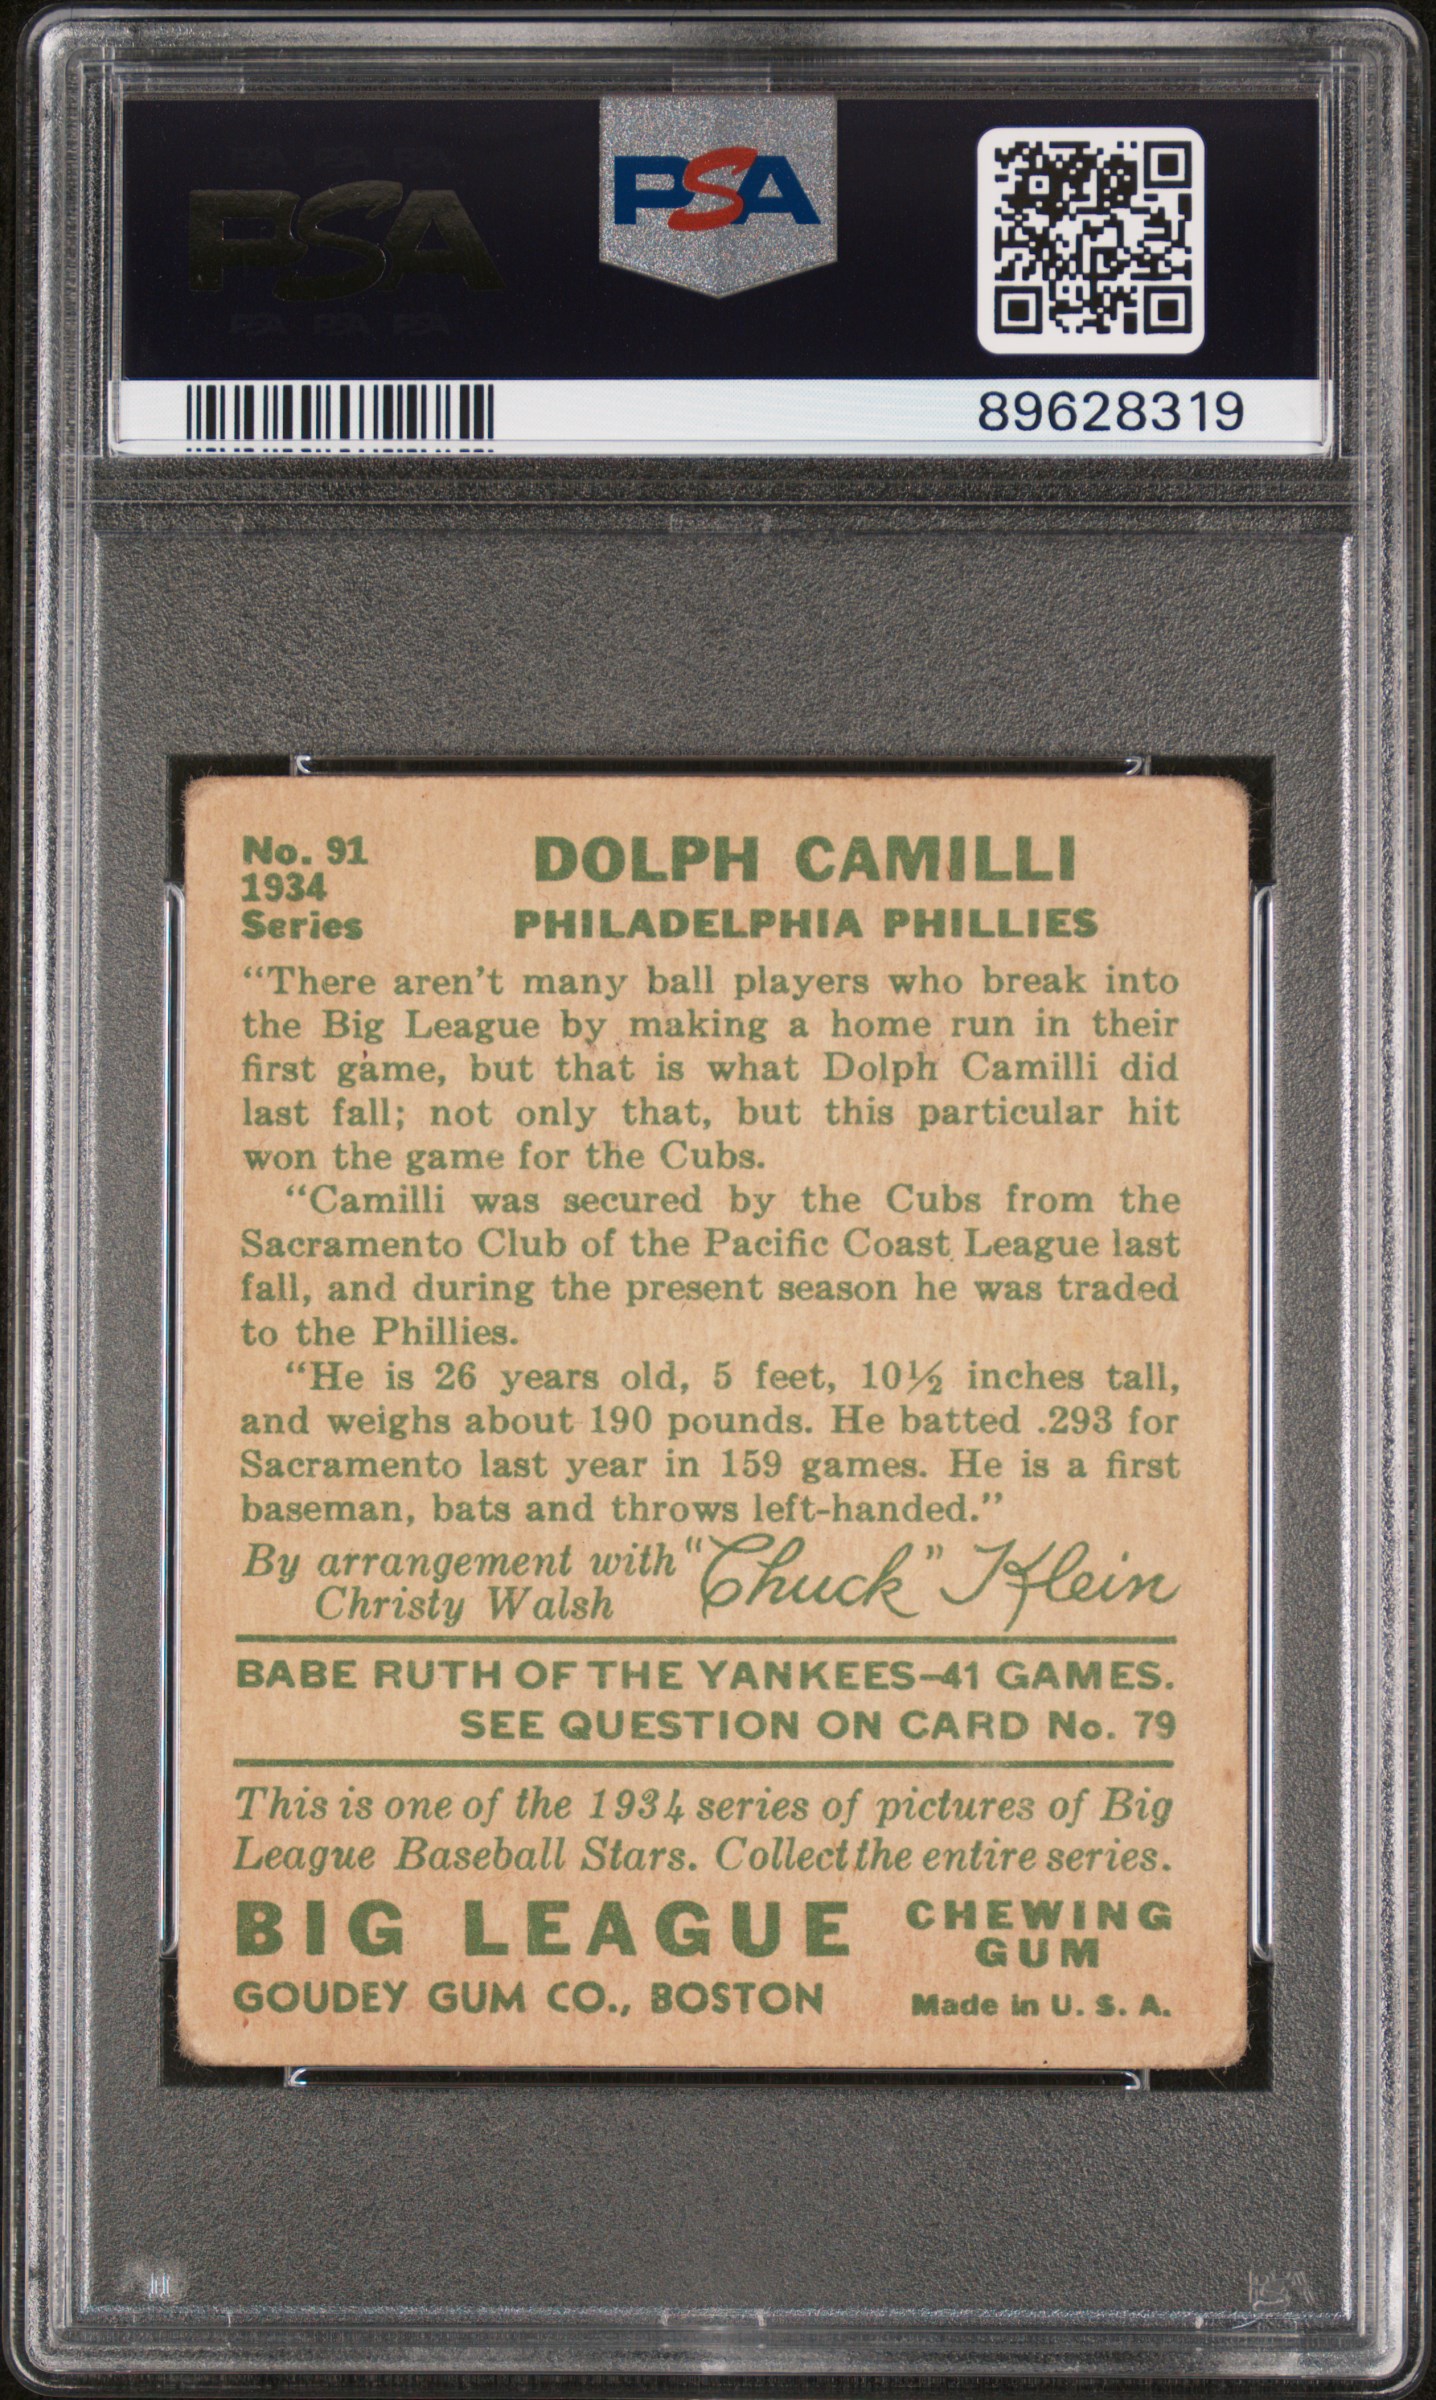 PSA PSA PSA
PSA
PSA PSA PSA
PSA
89628319
No. 91
1934
Series
DOLPH CAMILLI
PHILADELPHIA PHILLIES
“There aren’t many ball players who break into
the Big League by making a home run in their
first game, but that is what Dolph Camilli did
last fall; not only that, but this particular hit
won the game for the Cubs.
“Camilli was secured by the Cubs from the
Sacramento Club of the Pacific Coast League last
fall, and during the present season he was traded
to the Phillies.
“He is 26 years old, 5 feet, 10½ inches tall,
and weighs about 190 pounds. He batted .293 for
Sacramento last year in 159 games. He is a first
baseman, bats and throws left-handed.”
By arrangement with
Christy Walsh
“Chuck” Klein
BABE RUTH OF THE YANKEES—41 GAMES.
SEE QUESTION ON CARD No. 79
This is one of the 1934 series of pictures of Big
League Baseball Stars. Collect the entire series.
BIG LEAGUE
CHEWING
GUM
GOUDEY GUM CO., BOSTON
Made in U. S. A.